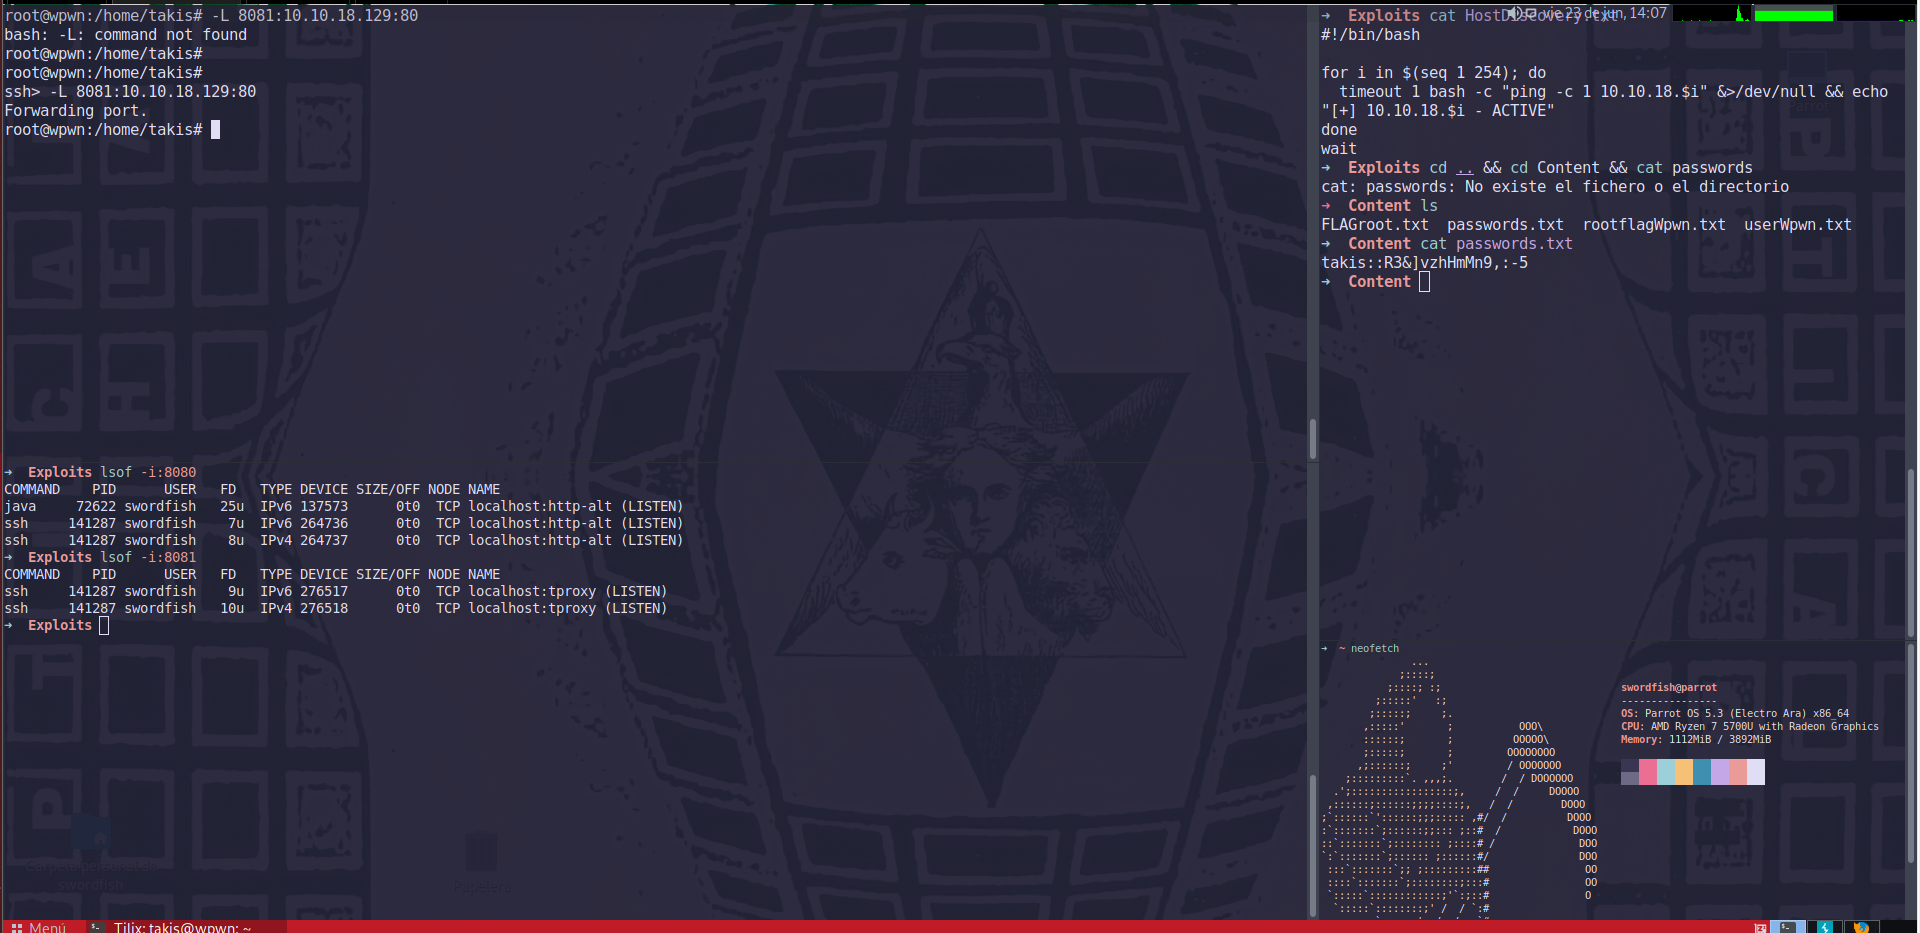 root@wpwn:/home/takis# -L 8081:10.10.18.129:80
bash: -L: command not found
root@wpwn:/home/takis#
root@wpwn:/home/takis#
ssh> -L 8081:10.10.18.129:80
Forwarding port.
root@wpwn:/home/takis#
➜ Exploits lsof -i:8080
COMMAND PID USER FD TYPE DEVICE SIZE/OFF NODE NAME
java 72622 swordfish 25u IPv6 137573 0t0 TCP localhost:http-alt (LISTEN)
ssh 141287 swordfish 7u IPv6 264736 0t0 TCP localhost:http-alt (LISTEN)
ssh 141287 swordfish 8u IPv4 264737 0t0 TCP localhost:http-alt (LISTEN)
➜ Exploits lsof -i:8081
COMMAND PID USER FD TYPE DEVICE SIZE/OFF NODE NAME
ssh 141287 swordfish 9u IPv6 276517 0t0 TCP localhost:tproxy (LISTEN)
ssh 141287 swordfish 10u IPv4 276518 0t0 TCP localhost:tproxy (LISTEN)
➜ Exploits
➜ Exploits cat HostDiscovery.txt
vie 23 de jun, 14:07
#!/bin/bash
for i in $(seq 1 254); do
timeout 1 bash -c "ping -c 1 10.10.18.$i" &>/dev/null && echo
"[+] 10.10.18.$i - ACTIVE"
done
wait
➜ Exploits cd .. && cd Content && cat passwords
cat: passwords: No existe el fichero o el directorio
➜ Content ls
FLAGroot.txt passwords.txt rootflagWpwn.txt userWpwn.txt
➜ Content cat passwords.txt
takis::R3&]vzhHmMn9,:-5
➜ Content
➜ ~ neofetch
swordfish@parrot
----------------
OS: Parrot OS 5.3 (Electro Ara) x86_64
CPU: AMD Ryzen 7 5700U with Radeon Graphics
Memory: 1112MiB / 3892MiB
swordfish
Papelera
Menú
Tilix: takis@wpwn: ~